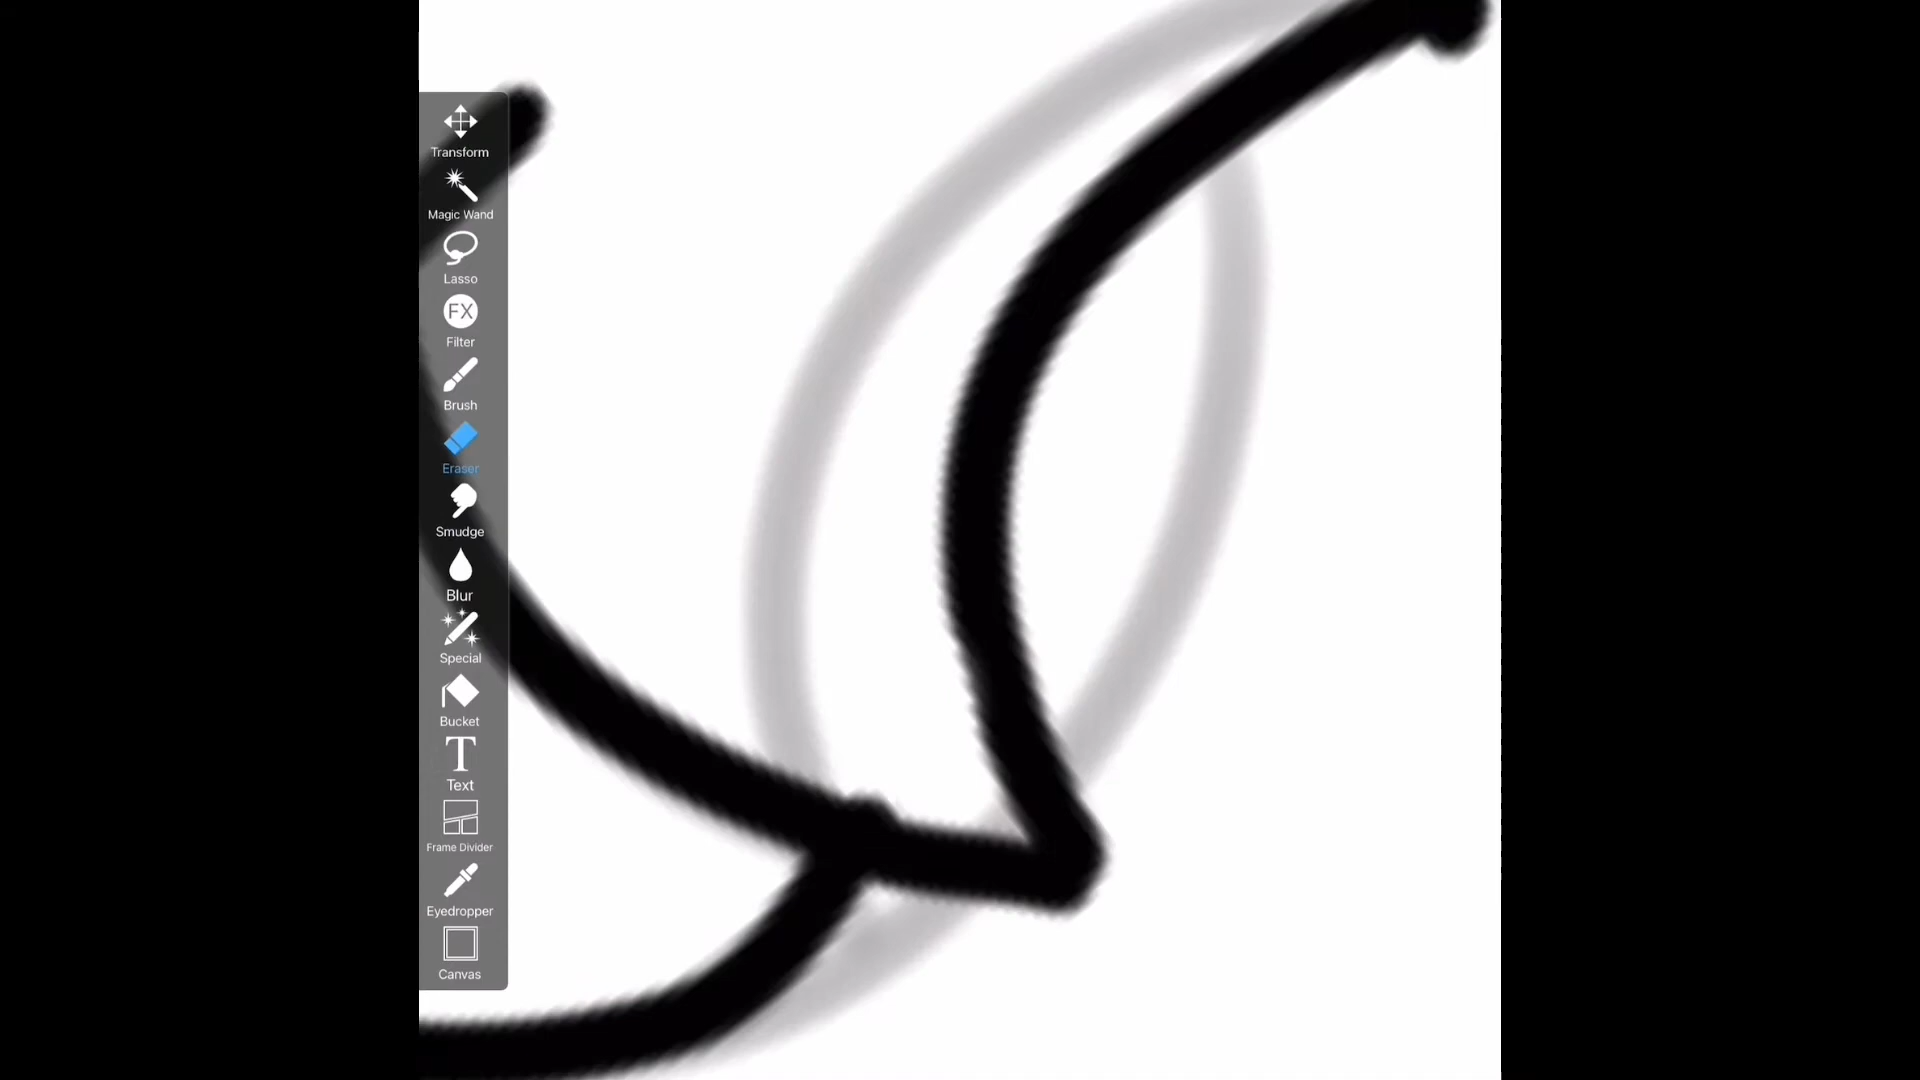 Transform
Magic Wand
Lasso
FX
Filter
Brush
Eraser
Smudge
Blur
Special
Bucket
T
Text
Frame Divider
Eyedropper
Canvas